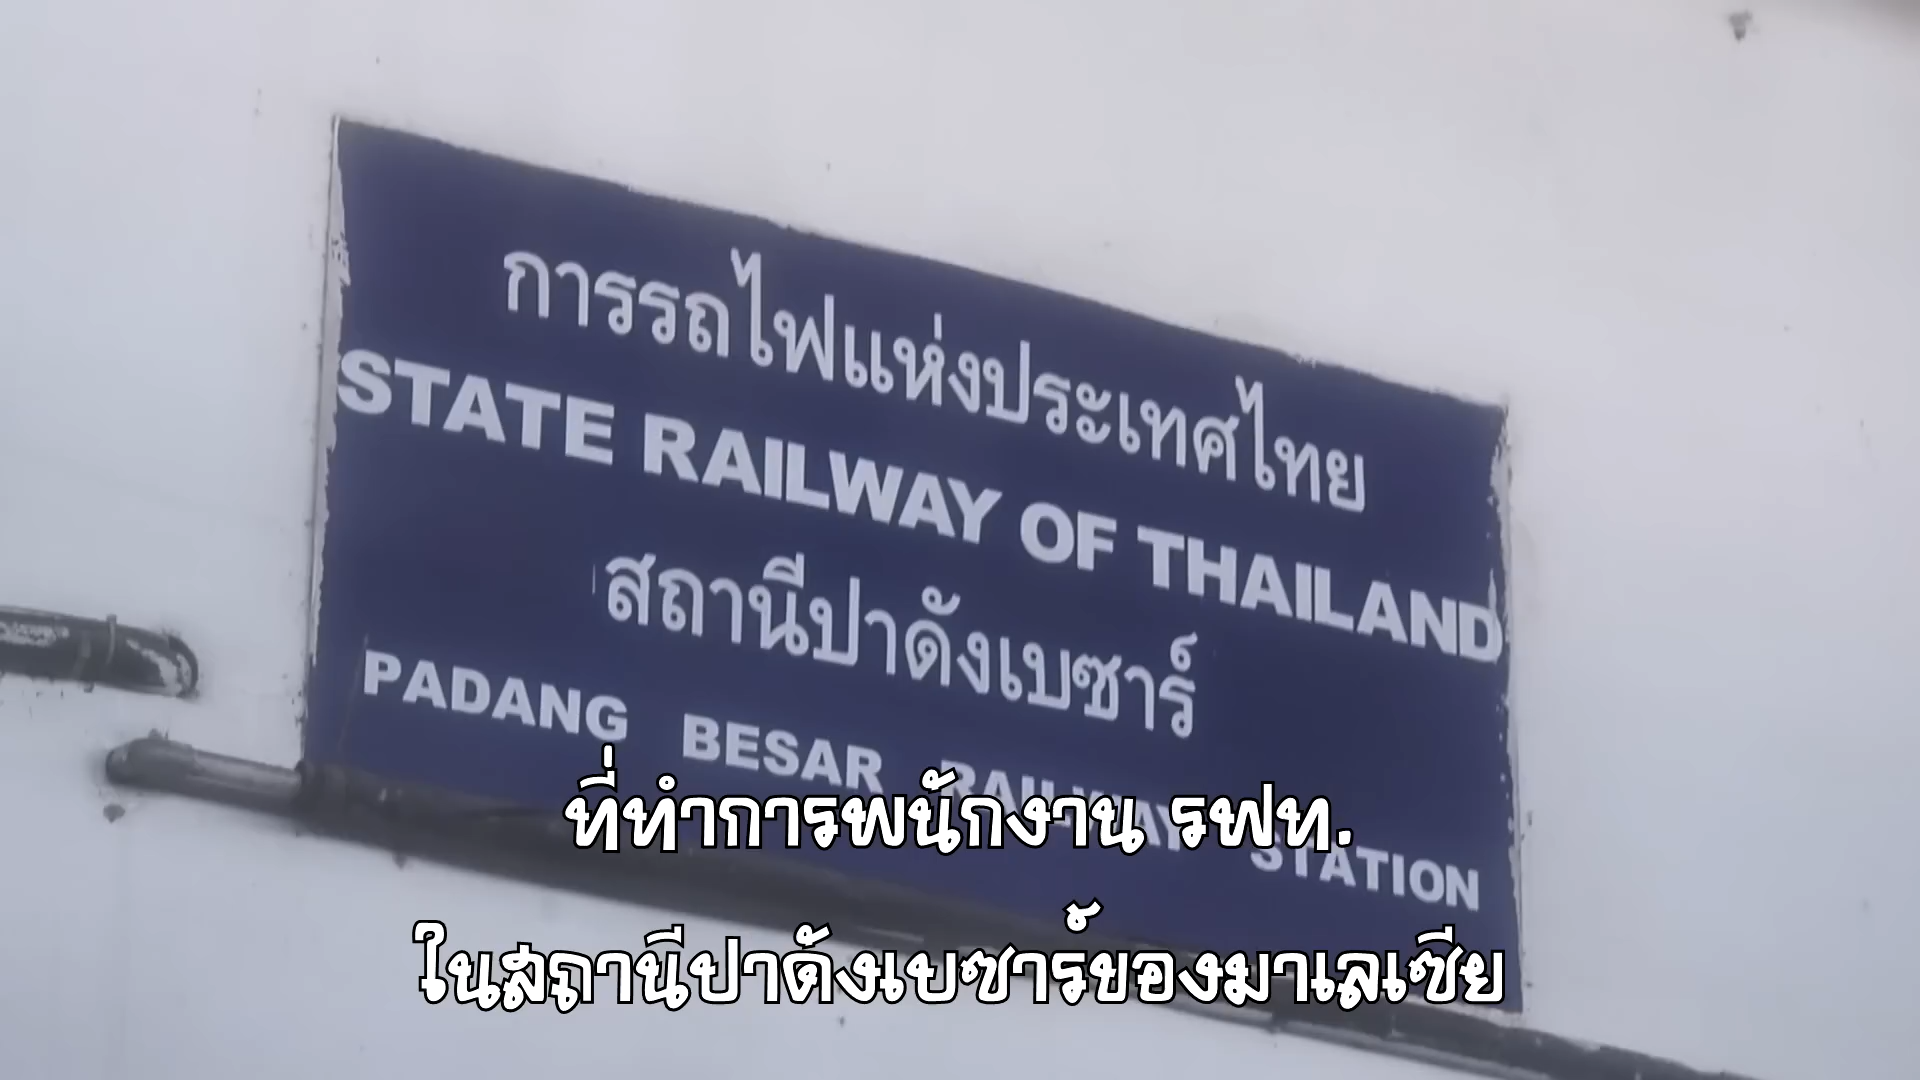 การรถไฟแห่งประเทศไทย
STATE RAILWAY OF THAILAND
สถานีปาดังเบซาร์
PADANG BESAR RAILWAY STATION
ที่ทำการพนักงาน รฟท.
ในสถานีปาดังเบซาร์ของมาเลเซีย